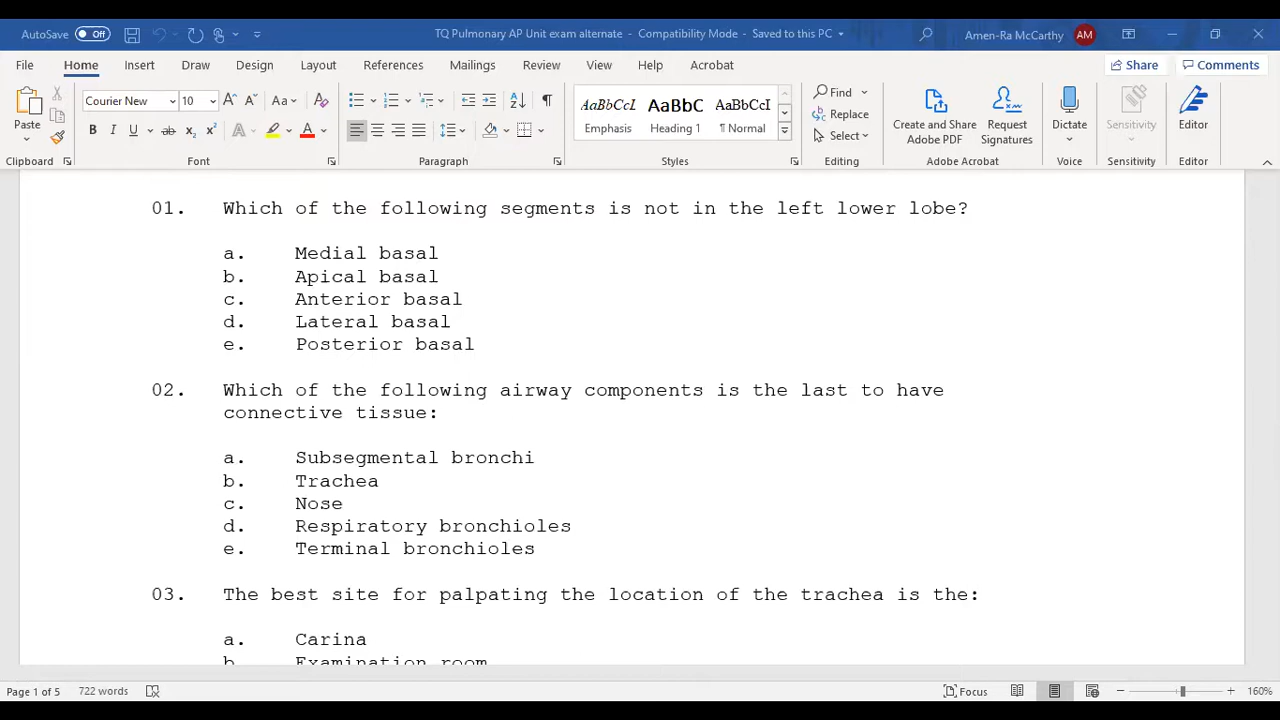 AutoSave Off TQ Pulmonary AP Unit exam alternate - Compatibility Mode - Saved to this PC Amen-Ra McCarthy AM
File Home Insert Draw Design Layout References Mailings Review View Help Acrobat Share Comments
Courier New 10 Aa Find
AaBbCcI AaBbC AaBbCcI
Replace
Paste B I U ab x2 x2 A A Emphasis Heading 1 ¶ Normal Select Create and Share Adobe PDF Request Signatures Dictate Sensitivity Editor
Clipboard Font Paragraph Styles Editing Adobe Acrobat Voice Sensitivity Editor
01. Which of the following segments is not in the left lower lobe?
a. Medial basal
b. Apical basal
c. Anterior basal
d. Lateral basal
e. Posterior basal
02. Which of the following airway components is the last to have
connective tissue:
a. Subsegmental bronchi
b. Trachea
c. Nose
d. Respiratory bronchioles
e. Terminal bronchioles
03. The best site for palpating the location of the trachea is the:
a. Carina
b. Examination room
Page 1 of 5 722 words Focus 160%